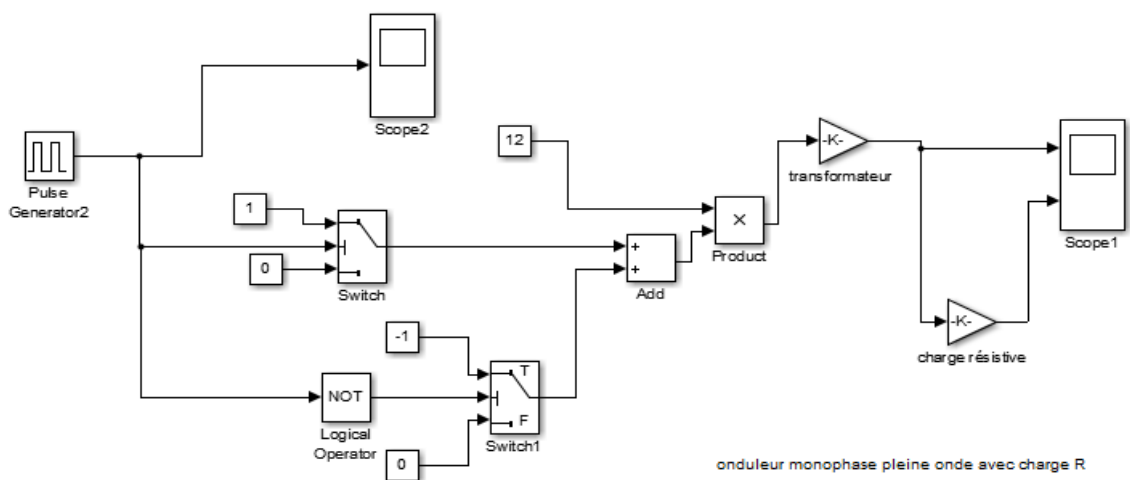 Scope2
Pulse
Generator2
12
-K-
transformateur
1
0
Switch
+
+
Add
×
Product
Scope1
-K-
charge résistive
-1
NOT
Logical
Operator
T
F
Switch1
0
onduleur monophase pleine onde avec charge R